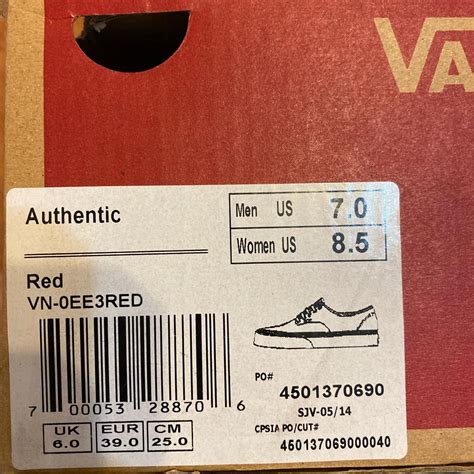 VA
Authentic
Men US 7.0
Women US 8.5
Red
VN-0EE3RED
7 00053 28870 6
UK EUR CM
6.0 39.0 25.0
PO# 4501370690
SJV-05/14
CPSIA PO/CUT#
450137069000040